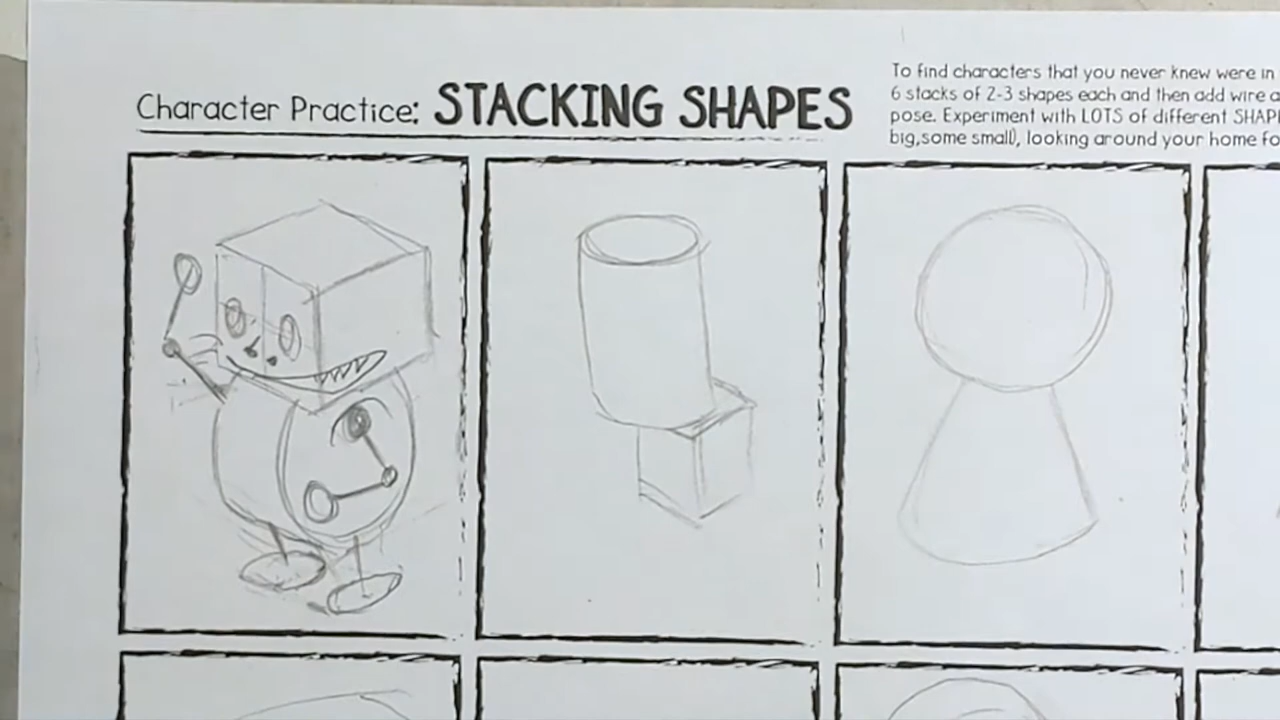 Character Practice: STACKING SHAPES
To find characters that you never knew were in
6 stacks of 2-3 shapes each and then add wire a
pose. Experiment with LOTS of different SHAP
big,some small), looking around your home fo